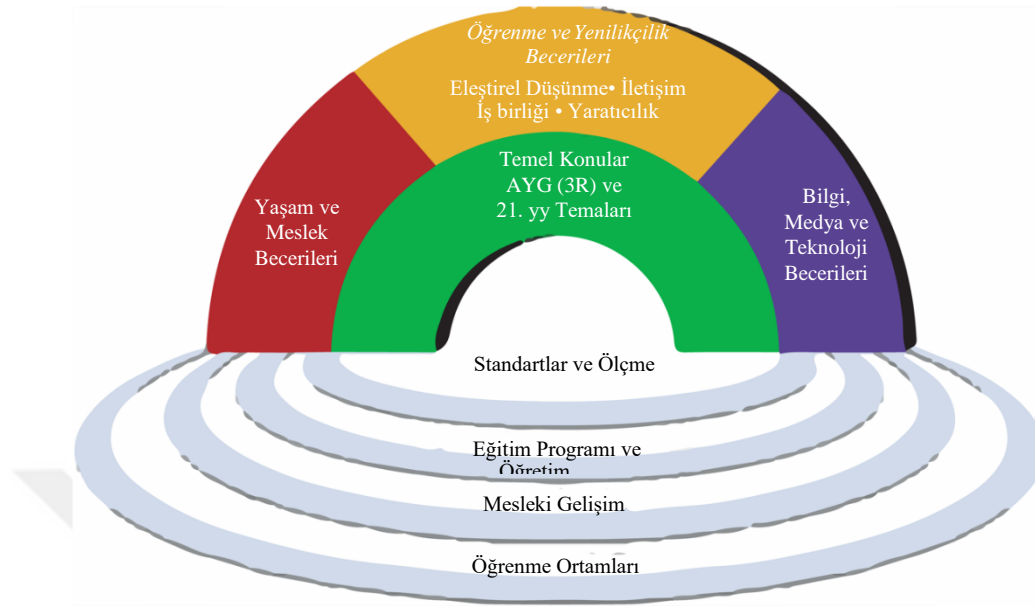 Öğrenme ve Yenilikçilik
Becerileri
Eleştirel Düşünme• İletişim
İş birliği • Yaratıcılık
Temel Konular
AYG (3R) ve
21. yy Temaları
Yaşam ve
Meslek
Becerileri
Bilgi,
Medya ve
Teknoloji
Becerileri
Standartlar ve Ölçme
Eğitim Programı ve
Öğretim
Mesleki Gelişim
Öğrenme Ortamları